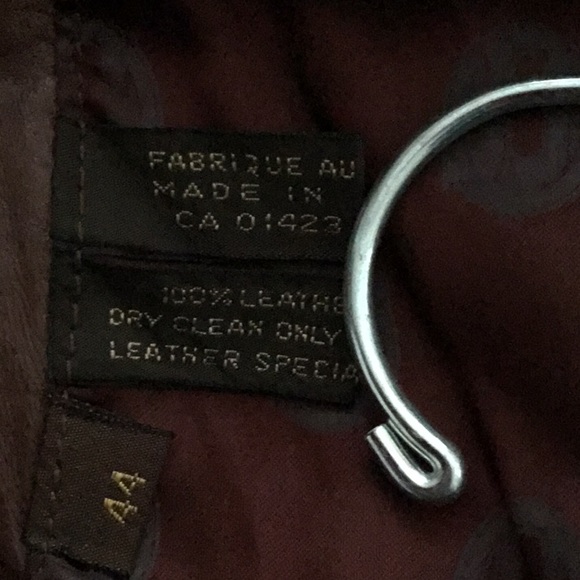 FABRIQUE AU
MADE IN
CA 01423
100% LEATHE
DRY CLEAN ONLY
LEATHER SPECIA
44